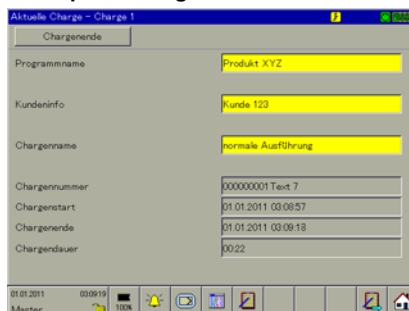 Aktuelle Charge - Charge 1
Chargenende
Programmname
Produkt XYZ
Kundeninfo
Kunde 123
Chargenname
normale Ausführung
Chargennummer
000000001 Text 7
Chargenstart
01.01.2011 03:08:57
Chargenende
01.01.2011 03:09:18
Chargendauer
00:22
01.01.2011 03:09:19
Master
100%